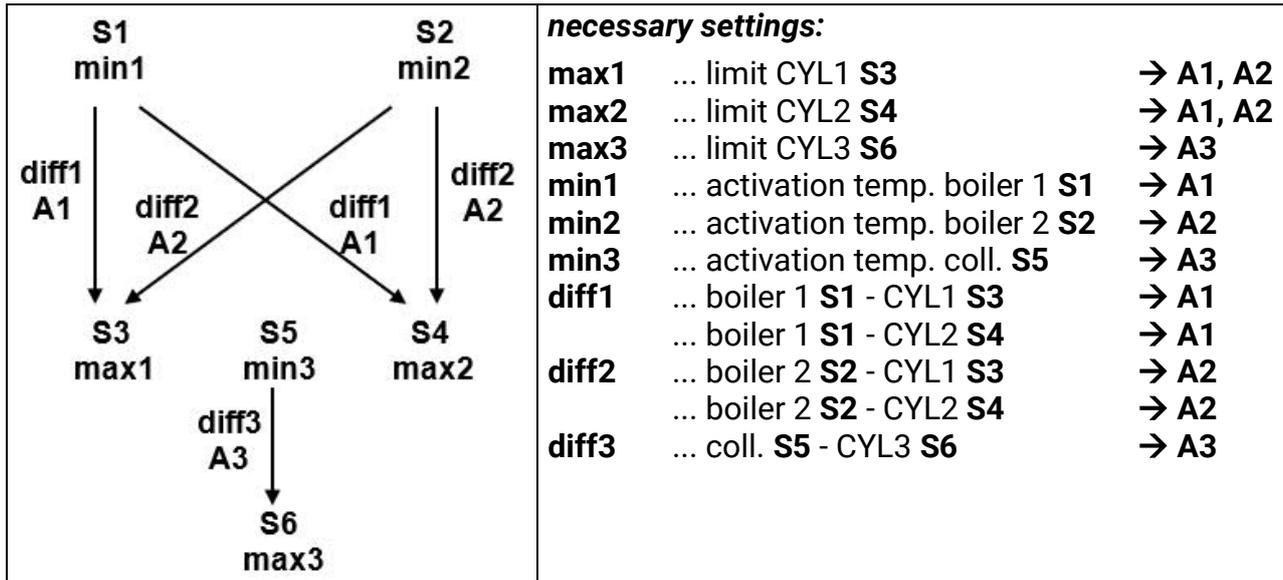 S1 S2
min1 min2
diff1 diff2
A1 diff2 diff1 A2
A2 A1
S3 S5 S4
max1 min3 max2
diff3
A3
S6
max3
necessary settings:
max1 ... limit CYL1 S3 → A1, A2
max2 ... limit CYL2 S4 → A1, A2
max3 ... limit CYL3 S6 → A3
min1 ... activation temp. boiler 1 S1 → A1
min2 ... activation temp. boiler 2 S2 → A2
min3 ... activation temp. coll. S5 → A3
diff1 ... boiler 1 S1 - CYL1 S3 → A1
... boiler 1 S1 - CYL2 S4 → A1
diff2 ... boiler 2 S2 - CYL1 S3 → A2
... boiler 2 S2 - CYL2 S4 → A2
diff3 ... coll. S5 - CYL3 S6 → A3